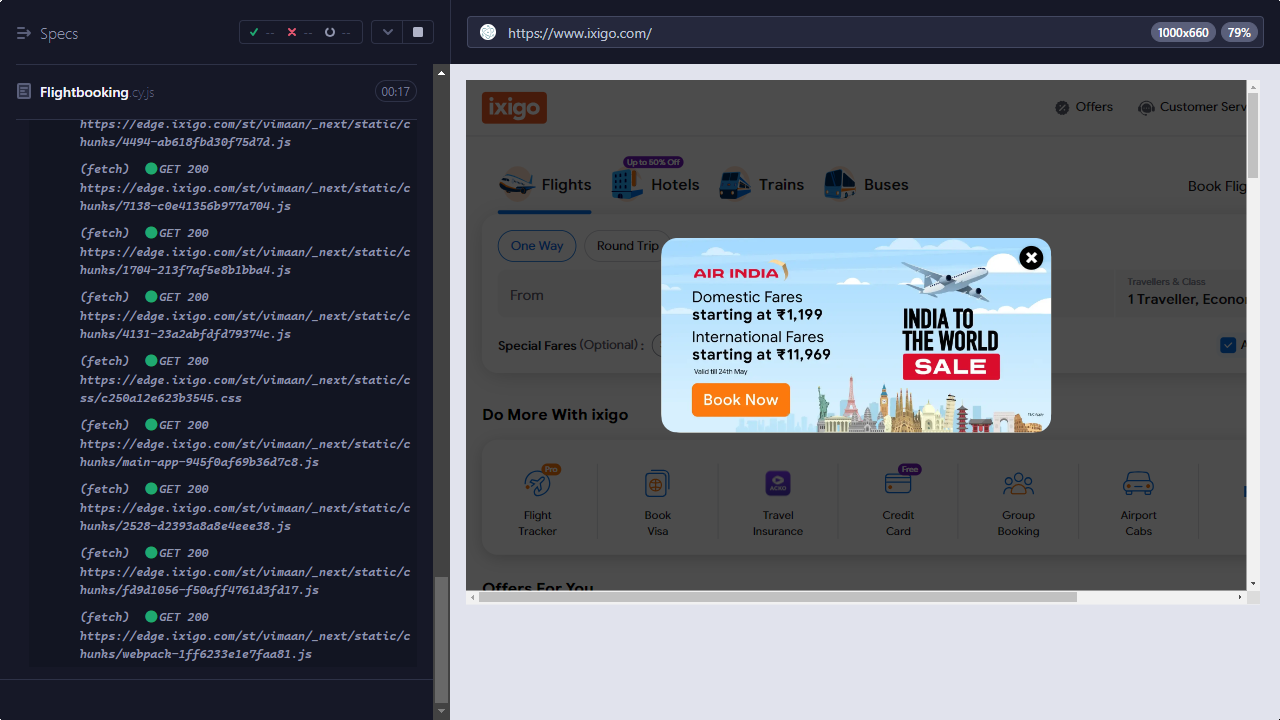 Specs
--
--
--
https://www.ixigo.com/
1000x660
79%
Flightbooking.cy.js
00:17
https://edge.ixigo.com/st/vimaan/_next/static/c
hunks/4494-ab618fbd30f75d7d.js
(fetch) GET 200
https://edge.ixigo.com/st/vimaan/_next/static/c
hunks/7138-c0e41356b977a704.js
(fetch) GET 200
https://edge.ixigo.com/st/vimaan/_next/static/c
hunks/1704-213f7af5e8b1bba4.js
(fetch) GET 200
https://edge.ixigo.com/st/vimaan/_next/static/c
hunks/4131-23a2abfdfd79374c.js
(fetch) GET 200
https://edge.ixigo.com/st/vimaan/_next/static/c
ss/c250a12e623b3545.css
(fetch) GET 200
https://edge.ixigo.com/st/vimaan/_next/static/c
hunks/main-app-945f0af69b36d7c8.js
(fetch) GET 200
https://edge.ixigo.com/st/vimaan/_next/static/c
hunks/2528-d2393a8a8e4eee38.js
(fetch) GET 200
https://edge.ixigo.com/st/vimaan/_next/static/c
hunks/fd9d1056-f50aff4761d3fd17.js
(fetch) GET 200
https://edge.ixigo.com/st/vimaan/_next/static/c
hunks/webpack-1ff6233e1e7faa81.js
ixigo
Offers
Customer Serv
Up to 50% Off
Flights
Hotels
Trains
Buses
Book Flig
One Way
Round Trip
From
Travellers & Class
1 Traveller, Econo
Special Fares (Optional) :
A
AIR INDIA
Domestic Fares
starting at ₹1,199
International Fares
starting at ₹11,969
Valid till 24th May
Book Now
INDIA TO
THE WORLD
SALE
Do More With ixigo
Pro
Free
ACKO
Flight
Tracker
Book
Visa
Travel
Insurance
Credit
Card
Group
Booking
Airport
Cabs
Offers For You